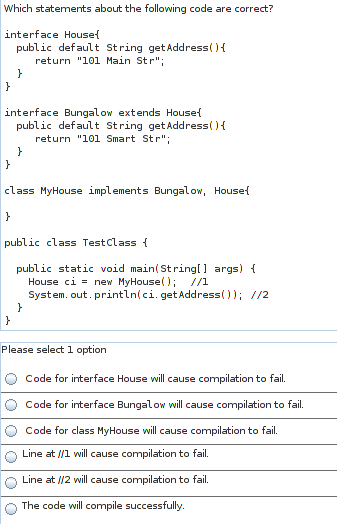 Which statements about the following code are correct?
interface House{
public default String getAddress(){
return "101 Main Str";
}
}
interface Bungalow extends House{
public default String getAddress(){
return "101 Smart Str";
}
}
class MyHouse implements Bungalow, House{
}
public class TestClass {
public static void main(String[] args) {
House ci = new MyHouse(); //1
System.out.println(ci.getAddress()); //2
}
}
Please select 1 option
Code for interface House will cause compilation to fail.
Code for interface Bungalow will cause compilation to fail.
Code for class MyHouse will cause compilation to fail.
Line at //1 will cause compilation to fail.
Line at //2 will cause compilation to fail.
The code will compile successfully.